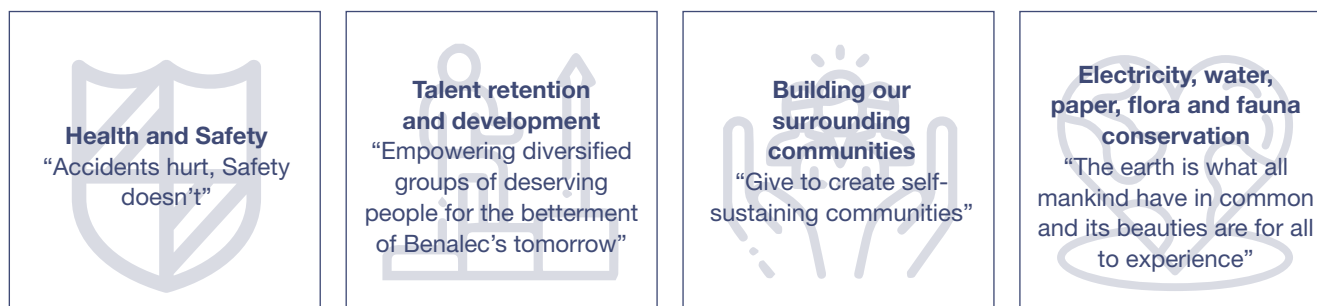 Health and Safety
“Accidents hurt, Safety
doesn’t”
Talent retention
and development
“Empowering diversified
groups of deserving
people for the betterment
of Benalec’s tomorrow”
Building our
surrounding
communities
“Give to create self-
sustaining communities”
Electricity, water,
paper, flora and fauna
conservation
“The earth is what all
mankind have in common
and its beauties are for all
to experience”